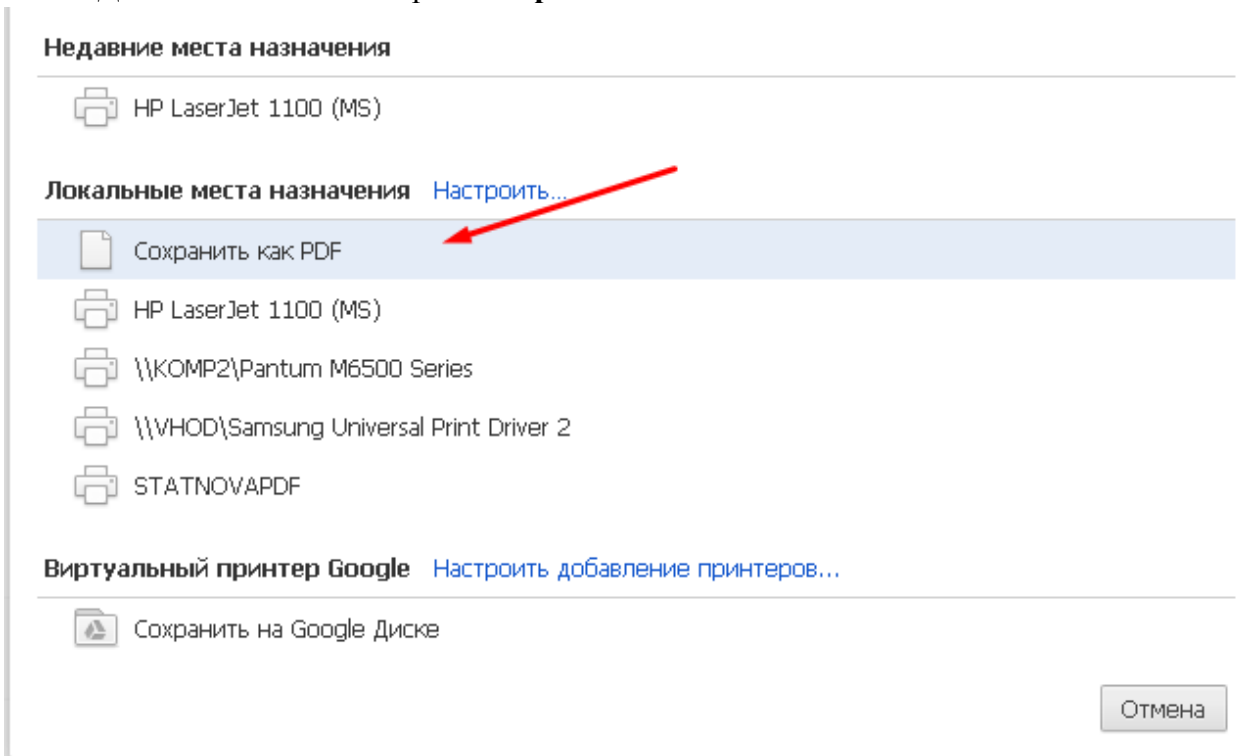 Недавние места назначения
HP LaserJet 1100 (MS)
Локальные места назначения Настроить...
Сохранить как PDF
HP LaserJet 1100 (MS)
\\KOMP2\Pantum M6500 Series
\\VHOD\Samsung Universal Print Driver 2
STATNOVAPDF
Виртуальный принтер Google Настроить добавление принтеров...
Сохранить на Google Диске
Отмена